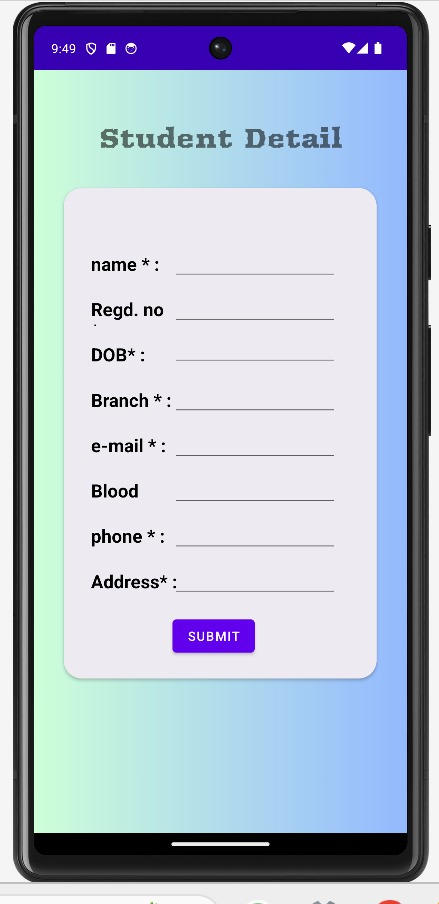 9:49
Student Detail
name * :
Regd. no
DOB* :
Branch * :
e-mail * :
Blood
phone * :
Address* :
SUBMIT